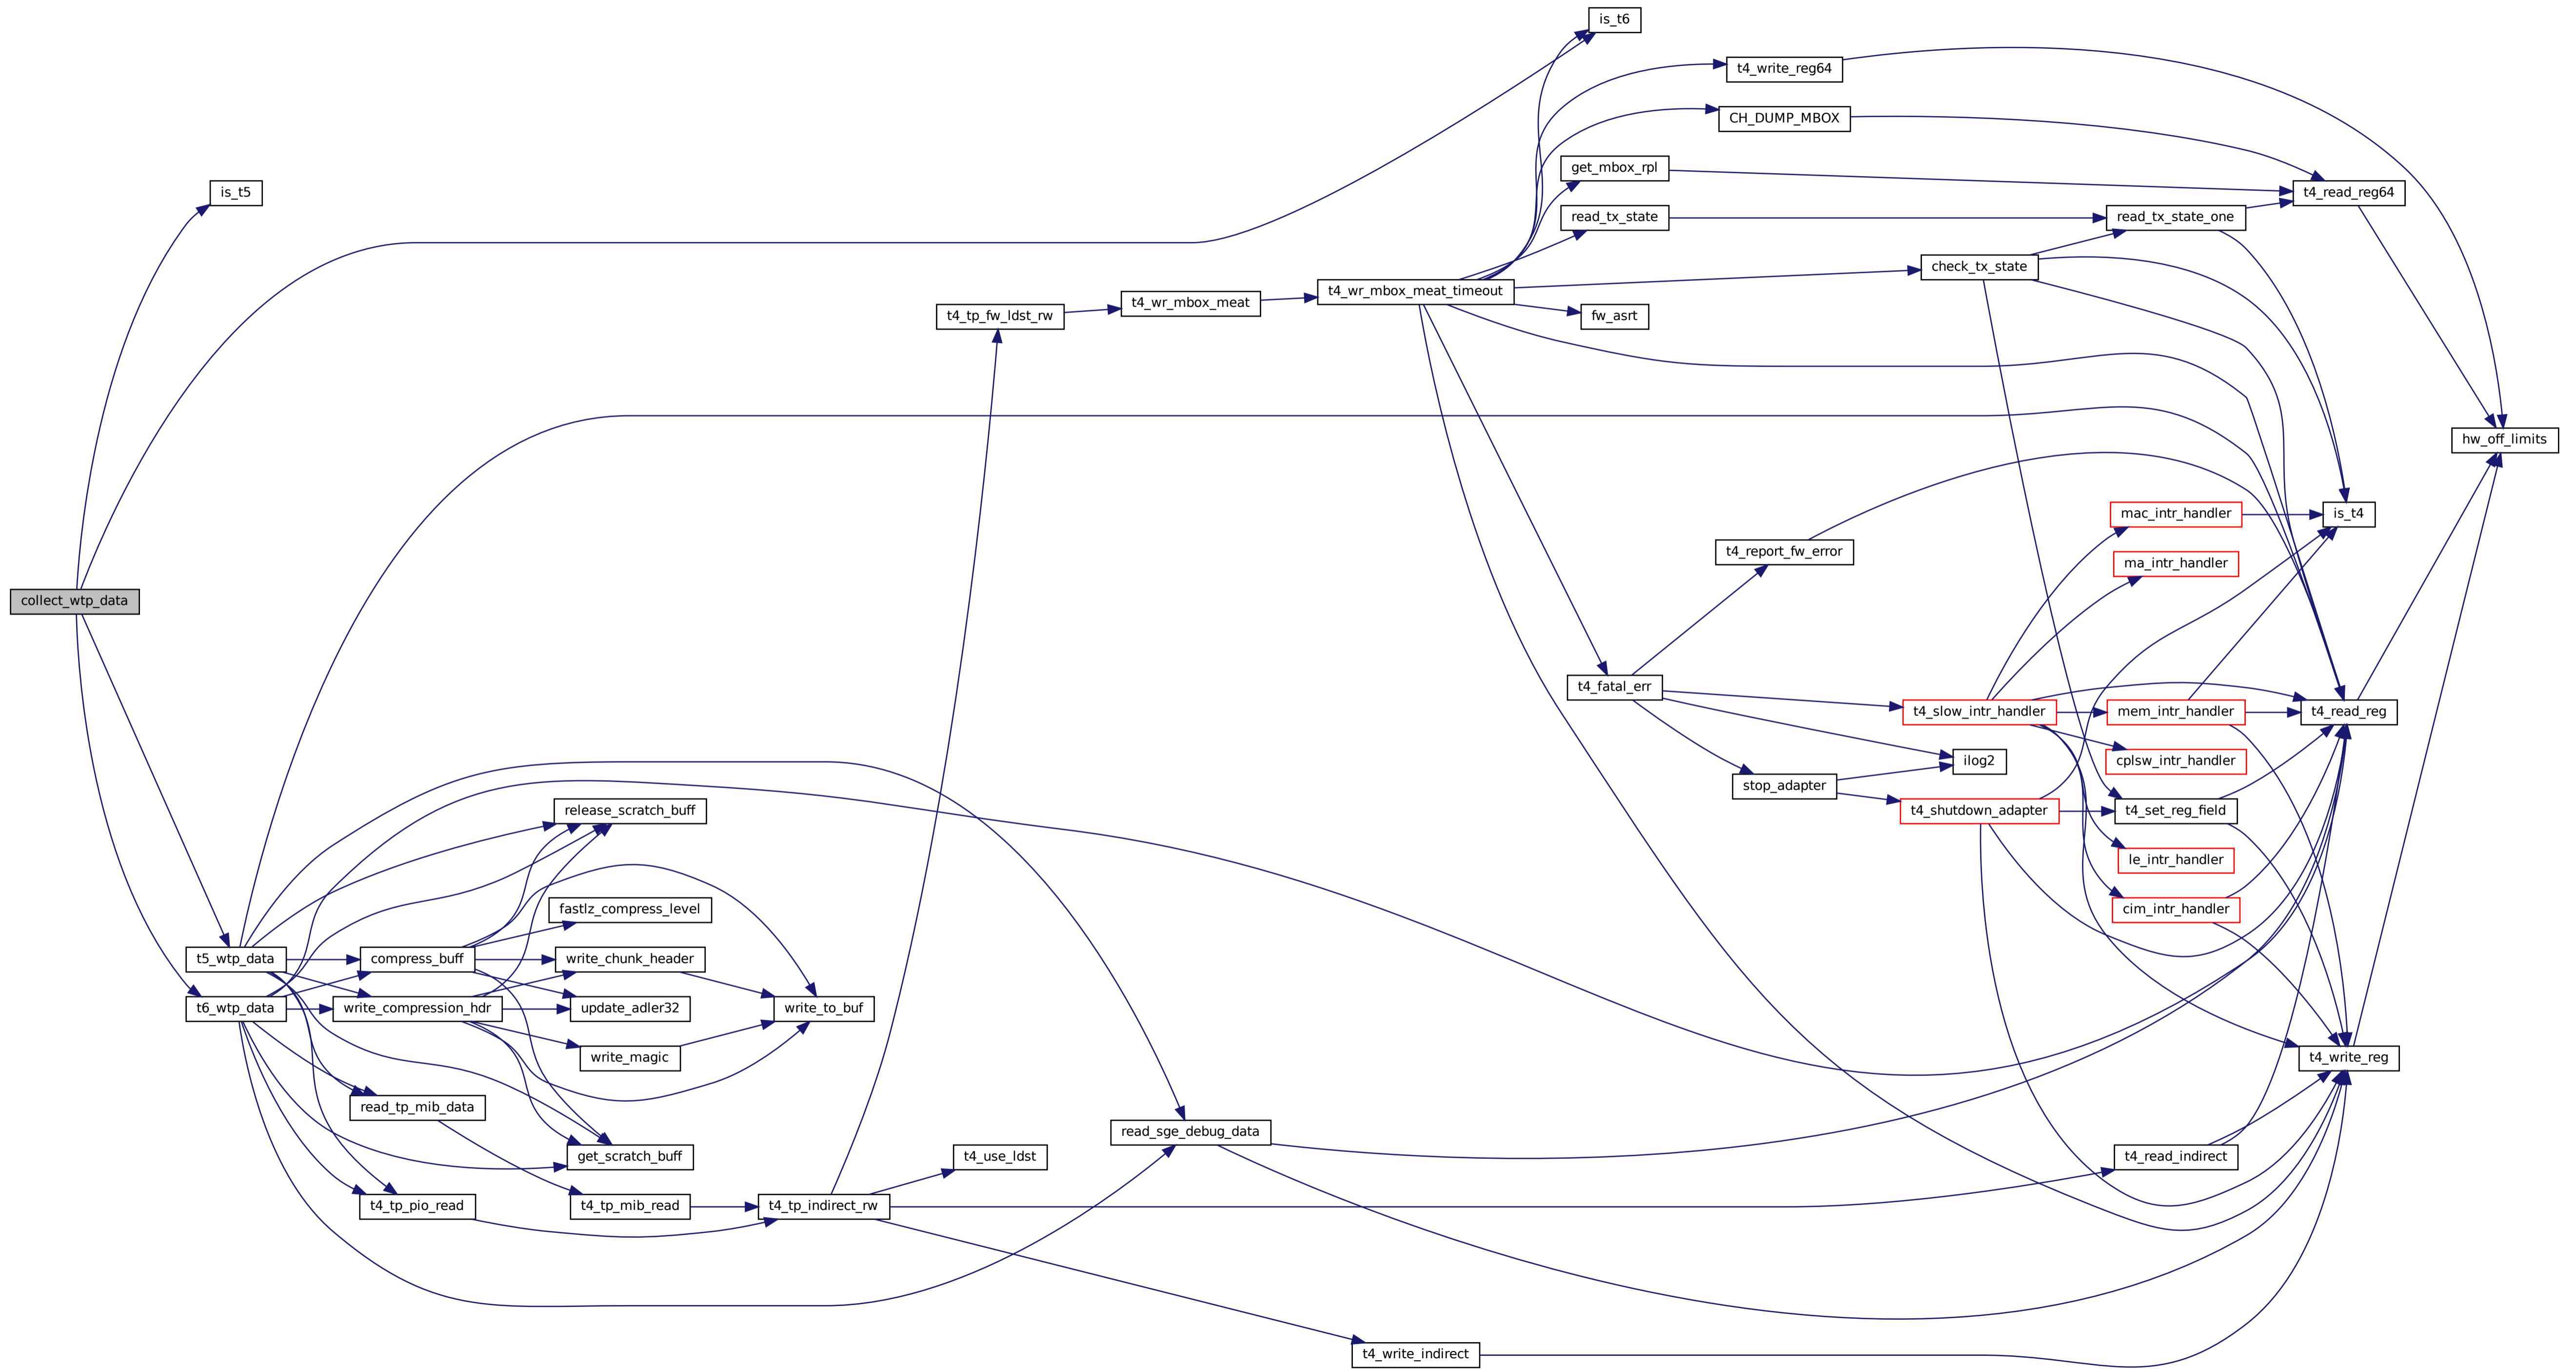 is_t6
t4_write_reg64
CH_DUMP_MBOX
get_mbox_rpl
is_t5
t4_read_reg64
read_tx_state
read_tx_state_one
check_tx_state
t4_wr_mbox_meat_timeout
t4_wr_mbox_meat
t4_tp_fw_ldst_rw
fw_asrt
hw_off_limits
mac_intr_handler
is_t4
t4_report_fw_error
ma_intr_handler
collect_wtp_data
t4_fatal_err
t4_slow_intr_handler
mem_intr_handler
t4_read_reg
ilog2
cplsw_intr_handler
stop_adapter
release_scratch_buff
t4_shutdown_adapter
t4_set_reg_field
le_intr_handler
fastlz_compress_level
cim_intr_handler
t5_wtp_data
compress_buff
write_chunk_header
t6_wtp_data
write_compression_hdr
update_adler32
write_to_buf
write_magic
t4_write_reg
read_tp_mib_data
read_sge_debug_data
get_scratch_buff
t4_use_ldst
t4_read_indirect
t4_tp_pio_read
t4_tp_mib_read
t4_tp_indirect_rw
t4_write_indirect